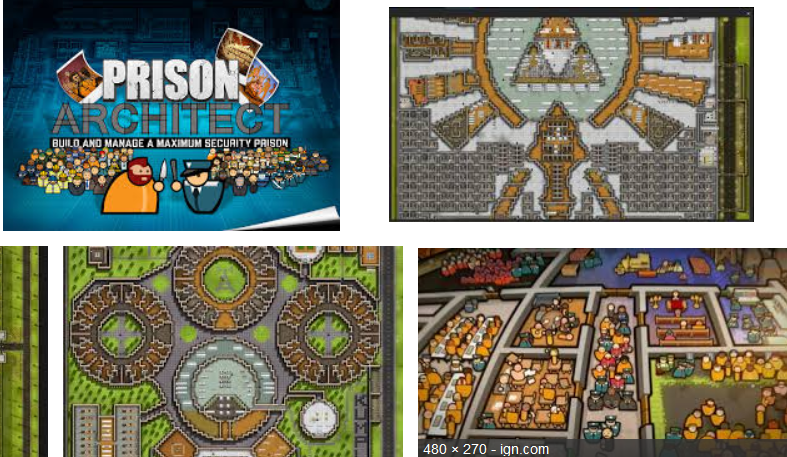 PRISON
ARCHITECT
BUILD AND MANAGE A MAXIMUM SECURITY PRISON
480 × 270 - ign.com